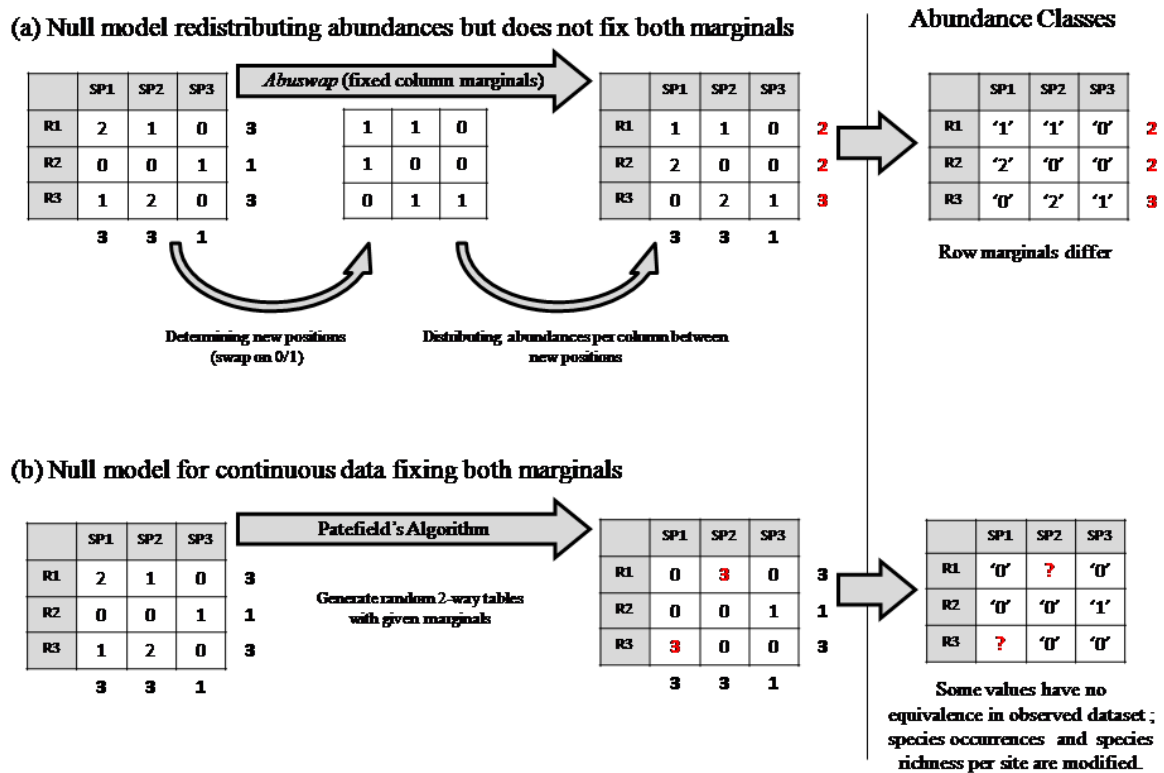 (a) Null model redistributing abundances but does not fix both marginals
Abundance Classes
Abuswap (fixed column marginals)
SP1 SP2 SP3
R1 2 1 0 3
R2 0 0 1 1
R3 1 2 0 3
3 3 1
1 1 0
1 0 0
0 1 1
SP1 SP2 SP3
R1 1 1 0 2
R2 2 0 0 2
R3 0 2 1 3
3 3 1
SP1 SP2 SP3
R1 ‘1’ ‘1’ ‘0’ 2
R2 ‘2’ ‘0’ ‘0’ 2
R3 ‘0’ ‘2’ ‘1’ 3
Row marginals differ
Determining new positions
(swap on 0/1)
Distributing abundances per column between
new positions
(b) Null model for continuous data fixing both marginals
Patefield’s Algorithm
SP1 SP2 SP3
R1 2 1 0 3
R2 0 0 1 1
R3 1 2 0 3
3 3 1
Generate random 2-way tables
with given marginals
SP1 SP2 SP3
R1 0 3 0 3
R2 0 0 1 1
R3 3 0 0 3
3 3 1
SP1 SP2 SP3
R1 ‘0’ ? ‘0’
R2 ‘0’ ‘0’ ‘1’
R3 ? ‘0’ ‘0’
Some values have no
equivalence in observed dataset ;
species occurrences and species
richness per site are modified.